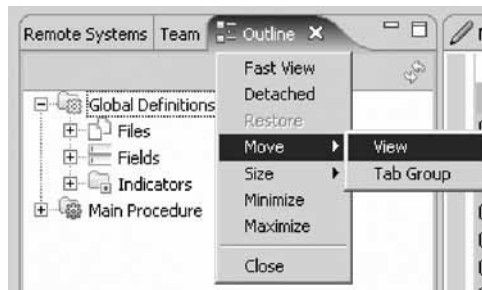 Remote Systems Team Outline
Fast View
Detached
Restore
Move
View
Size
Tab Group
Minimize
Maximize
Close
Global Definitions
Files
Fields
Indicators
Main Procedure